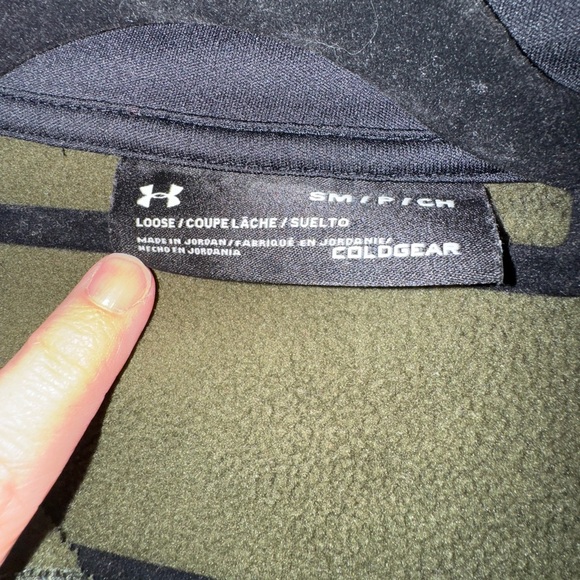 SM / P / CH
LOOSE / COUPE LÂCHE / SUELTO
MADE IN JORDAN / FABRIQUÉ EN JORDANIE /
HECHO EN JORDANIA
COLDGEAR